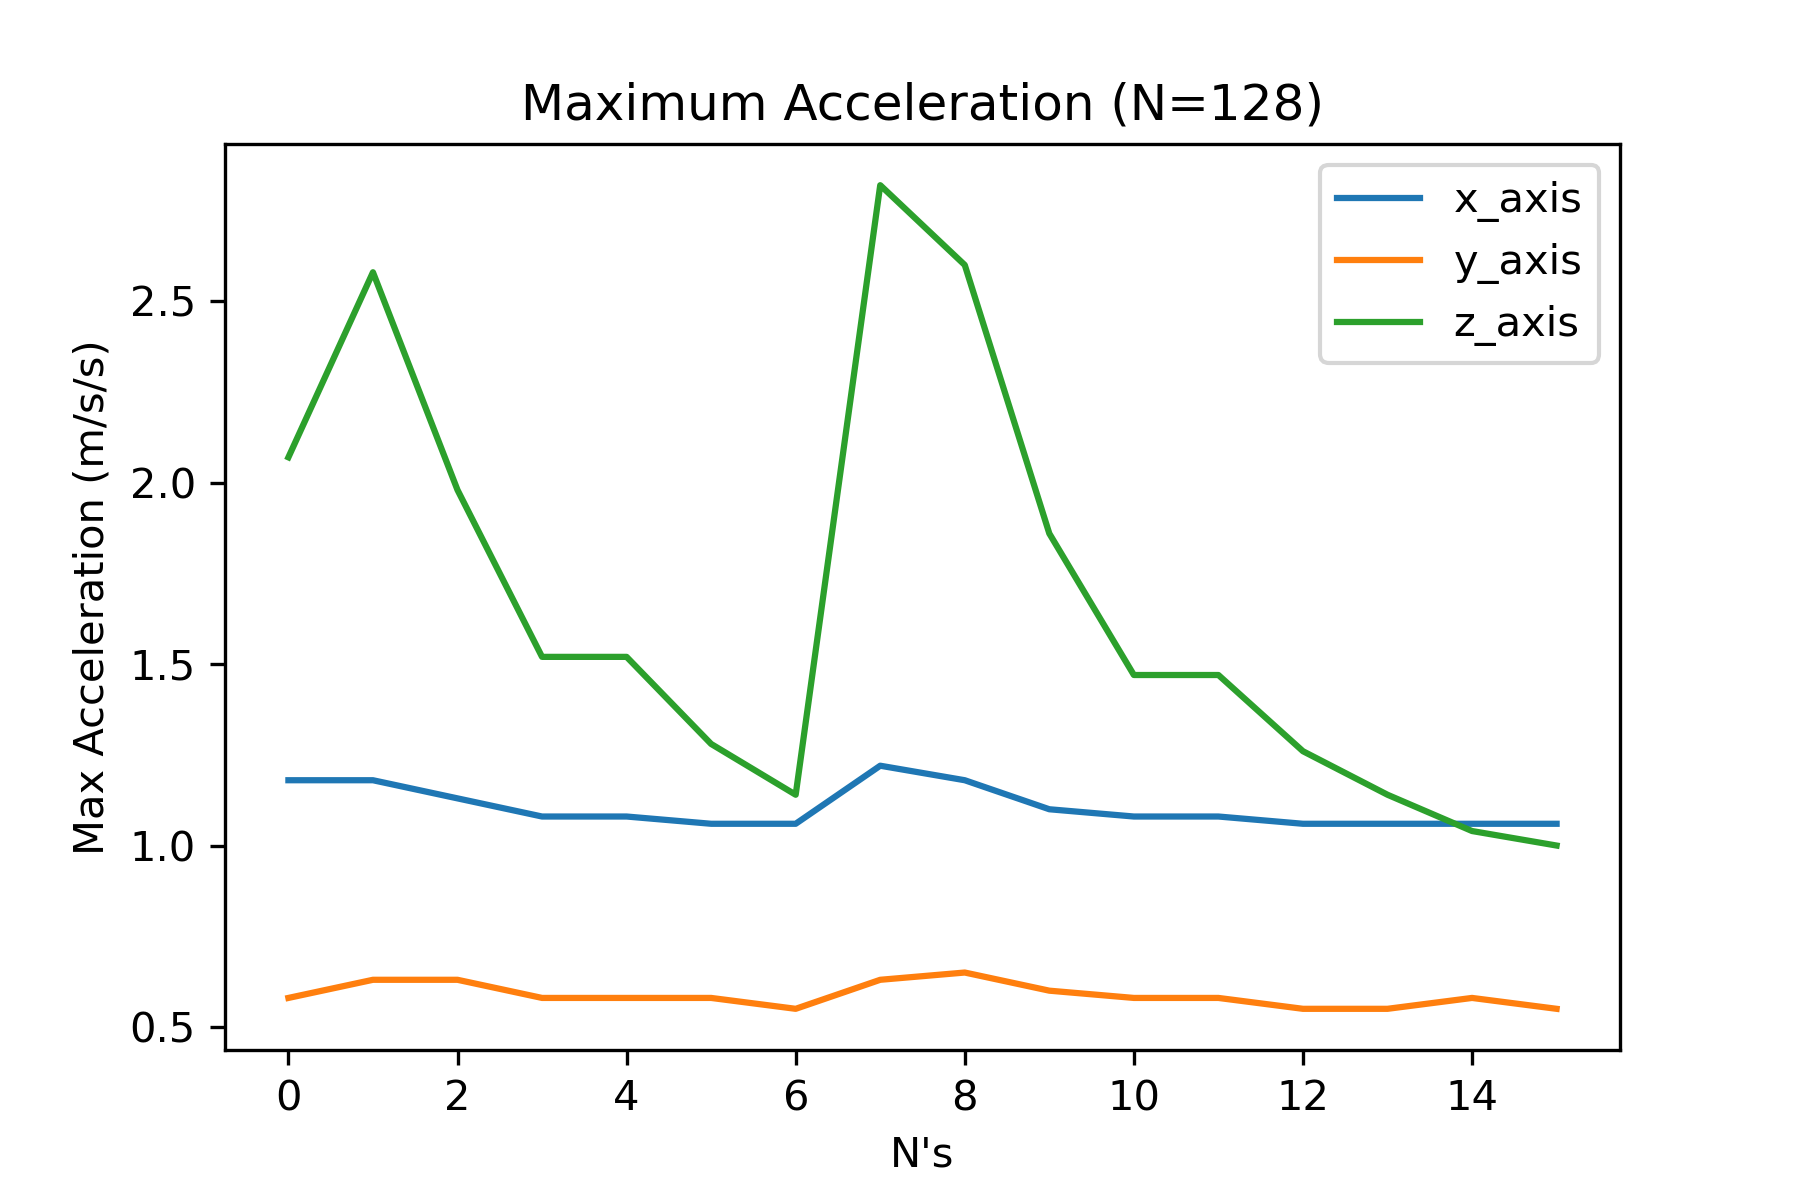 Maximum Acceleration (N=128)
x_axis
y_axis
z_axis
Max Acceleration (m/s/s)
2.5
2.0
1.5
1.0
0.5
0 2 4 6 8 10 12 14
N's